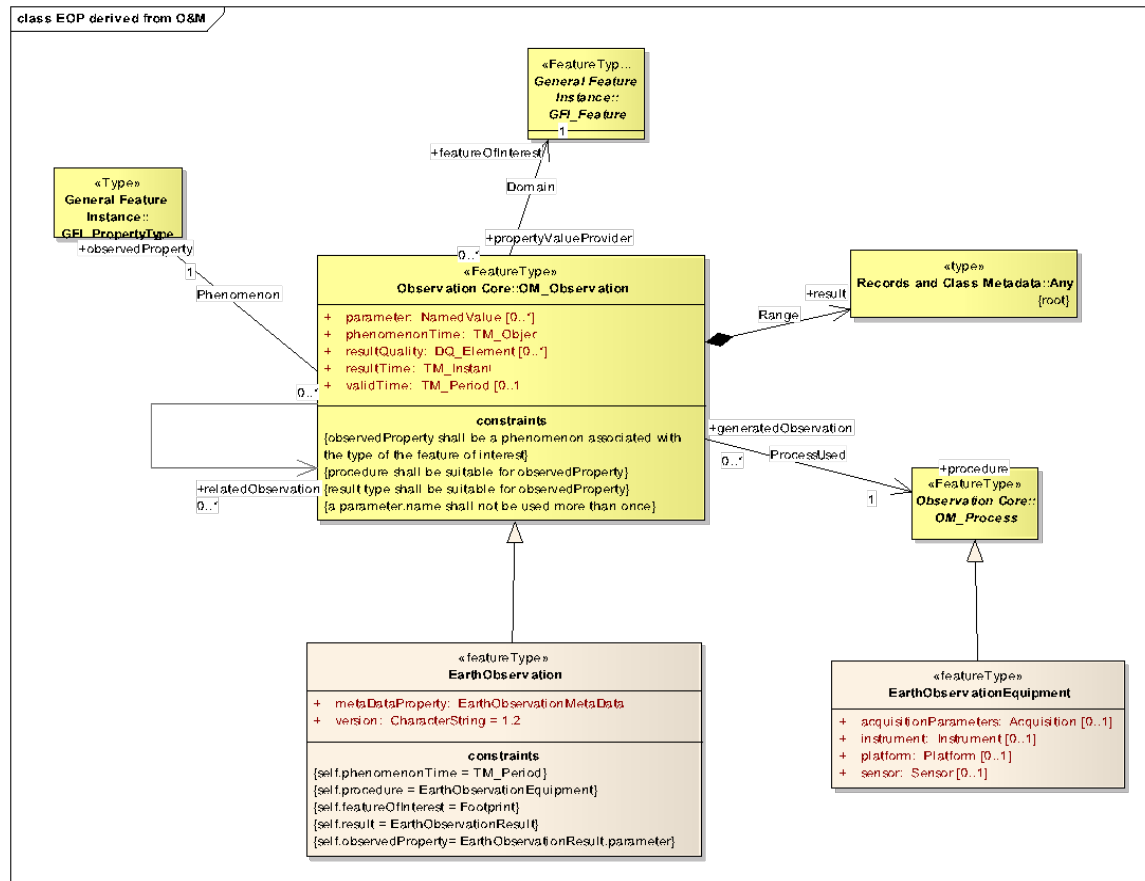 class EOP derived from O&M
«FeatureTyp...
General Feature
Instance::
GFI_Feature
1
+featureOfInterest
Domain
+propertyValueProvider
0..*
«Type»
General Feature
Instance::
GFI_PropertyType
+observedProperty
1
Phenomenon
0..*
«FeatureType»
Observation Core::OM_Observation
+ parameter: NamedValue [0..*]
+ phenomenonTime: TM_Objec
+ resultQuality: DQ_Element [0..*]
+ resultTime: TM_Instant
+ validTime: TM_Period [0..1
constraints
{observedProperty shall be a phenomenon associated with
the type of the feature of interest}
{procedure shall be suitable for observedProperty}
{result type shall be suitable for observedProperty}
{a parameter.name shall not be used more than once}
+relatedObservation
0..*
«type»
Records and Class Metadata::Any
{root}
+result
Range
+generatedObservation
0..*
ProcessUsed
+procedure
1
«FeatureType»
Observation Core::
OM_Process
«featureType»
EarthObservation
+ metaDataProperty: EarthObservationMetaData
+ version: CharacterString = 1.2
constraints
{self.phenomenonTime = TM_Period}
{self.procedure = EarthObservationEquipment}
{self.featureOfInterest = Footprint}
{self.result = EarthObservationResult}
{self.observedProperty= EarthObservationResult.parameter}
«featureType»
EarthObservationEquipment
+ acquisitionParameters: Acquisition [0..1]
+ instrument: Instrument [0..1]
+ platform: Platform [0..1]
+ sensor: Sensor [0..1]